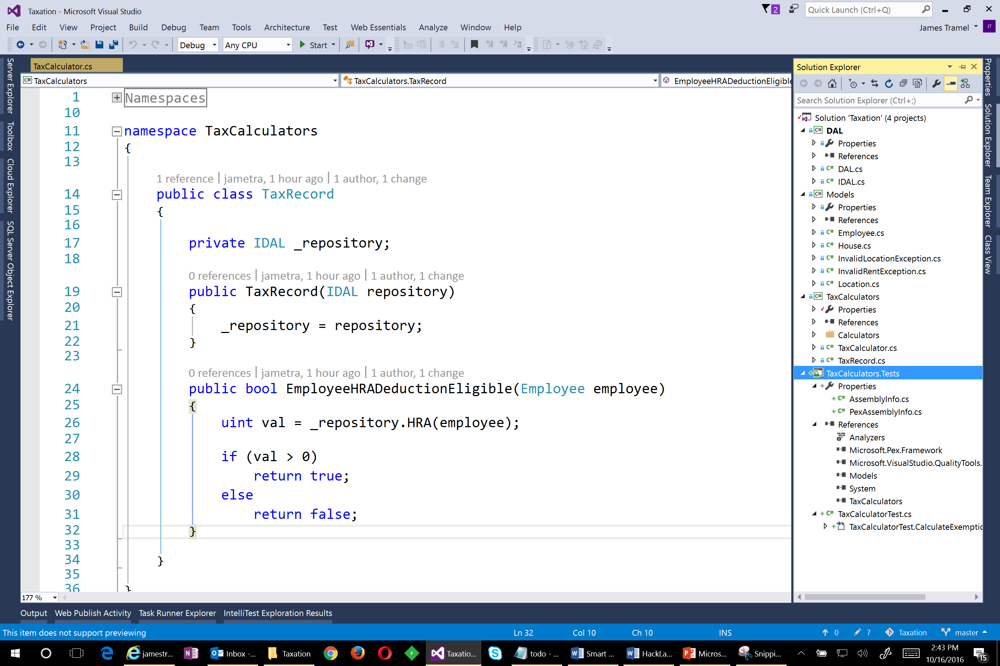 Taxation - Microsoft Visual Studio
2
Quick Launch (Ctrl+Q)
File Edit View Project Build Debug Team Tools Architecture Test Web Essentials Analyze Window Help
James Tramel JT
Debug Any CPU Start
TaxCalculator.cs
C# TaxCalculators TaxCalculators.TaxRecord EmployeeHRADeductionEligible
1 Namespaces
10
11 namespace TaxCalculators
12 {
13
1 reference | jametra, 1 hour ago | 1 author, 1 change
14 public class TaxRecord
15 {
16
17 private IDAL _repository;
18
0 references | jametra, 1 hour ago | 1 author, 1 change
19 public TaxRecord(IDAL repository)
20 {
21 _repository = repository;
22 }
23
0 references | jametra, 1 hour ago | 1 author, 1 change
24 public bool EmployeeHRADeductionEligible(Employee employee)
25 {
26 uint val = _repository.HRA(employee);
27
28 if (val > 0)
29 return true;
30 else
31 return false;
32 }
33
34 }
35
36 }
177 %
Server Explorer
Toolbox
Cloud Explorer
SQL Server Object Explorer
Solution Explorer
Search Solution Explorer (Ctrl+;)
Solution 'Taxation' (4 projects)
C# DAL
Properties
References
C# DAL.cs
C# IDAL.cs
C# Models
Properties
References
C# Employee.cs
C# House.cs
C# InvalidLocationException.cs
C# InvalidRentException.cs
C# Location.cs
C# TaxCalculators
Properties
References
Calculators
C# TaxCalculator.cs
C# TaxRecord.cs
TaxCalculators.Tests
Properties
C# AssemblyInfo.cs
C# PexAssemblyInfo.cs
References
Analyzers
Microsoft.Pex.Framework
Microsoft.VisualStudio.QualityTools.
Models
System
TaxCalculators
C# TaxCalculatorTest.cs
TaxCalculatorTest.CalculateExemptic
Properties
Solution Explorer
Team Explorer
Class View
Output Web Publish Activity Task Runner Explorer IntelliTest Exploration Results
This item does not support previewing Ln 32 Col 10 Ch 10 INS 0 7 Taxation master
jamestr... Inbox -... Taxation Taxatio... todo - ... Smart ... HackLa... Micros... Snippi... 2:43 PM
10/16/2016 15